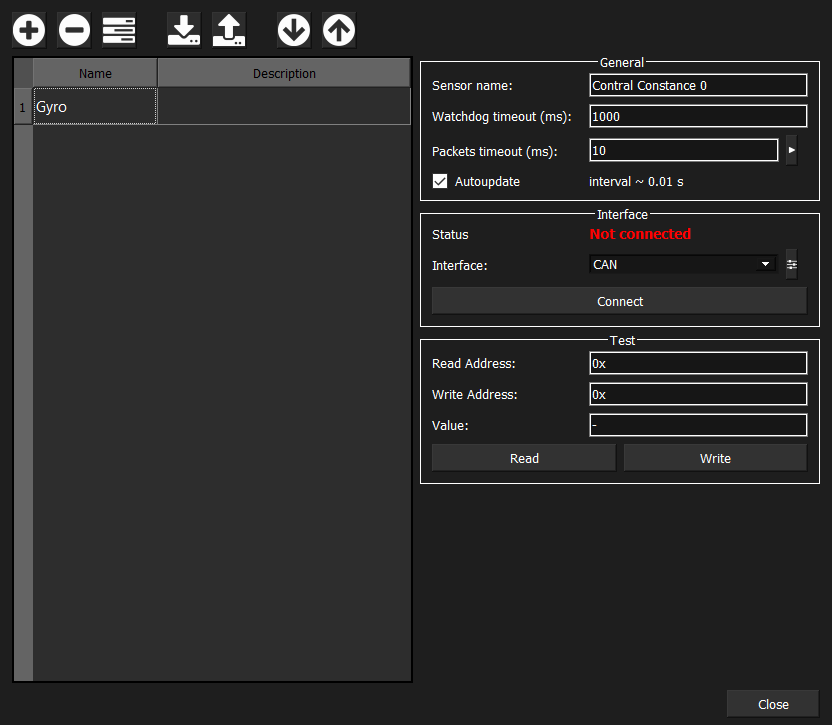 Name Description
1 Gyro
General
Sensor name: Contral Constance 0
Watchdog timeout (ms): 1000
Packets timeout (ms): 10
Autoupdate interval ~ 0.01 s
Interface
Status Not connected
Interface: CAN
Connect
Test
Read Address: 0x
Write Address: 0x
Value: -
Read Write
Close